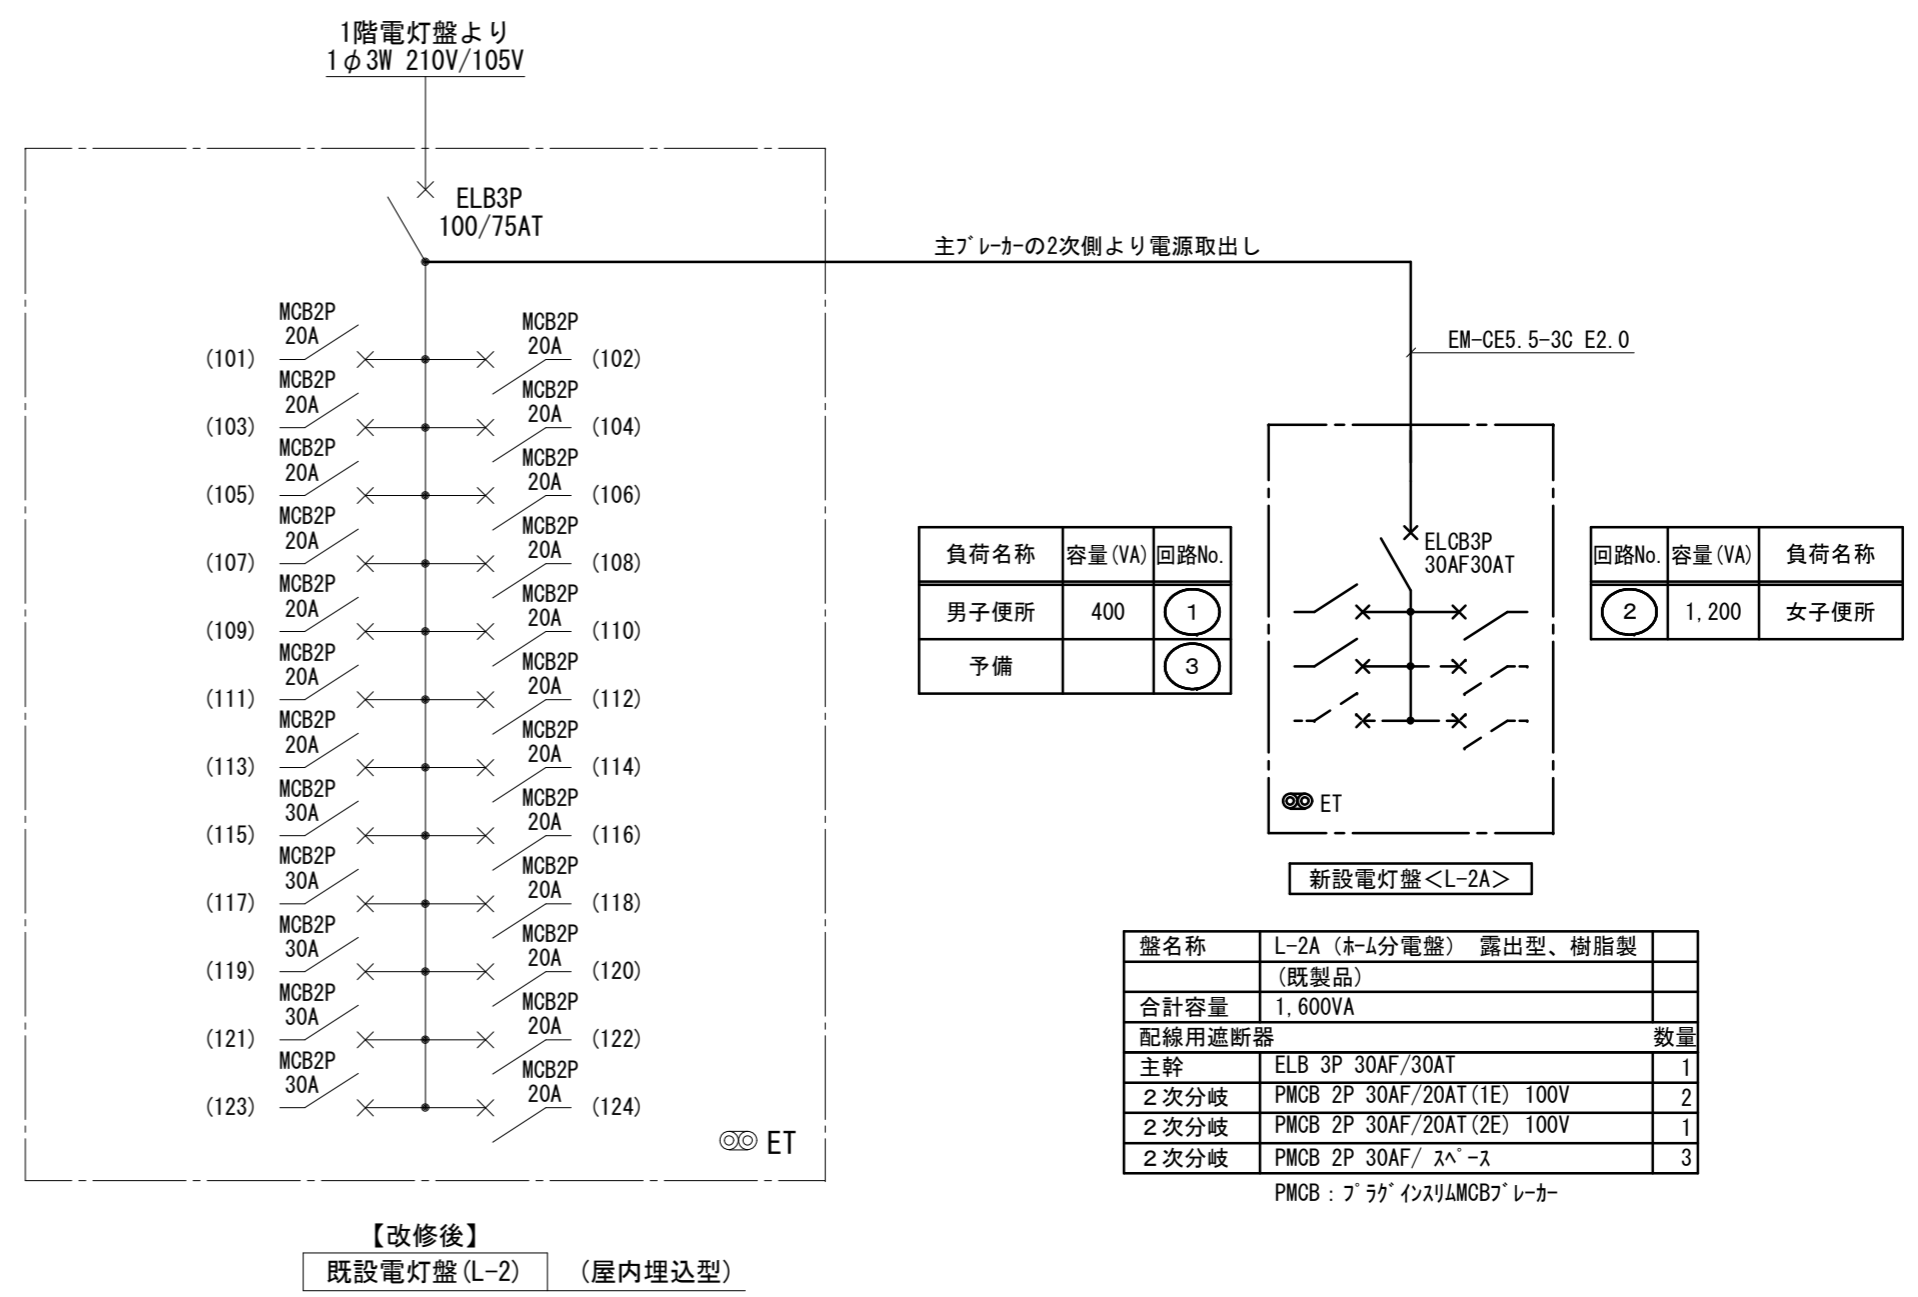 1階電灯盤より
1φ3W 210V/105V
ELB3P
100/75AT
主ブレーカーの2次側より電源取出し
EM-CE5.5-3C E2.0
MCB2P
20A
(101)
MCB2P
20A
(102)
MCB2P
20A
(103)
MCB2P
20A
(104)
MCB2P
20A
(105)
MCB2P
20A
(106)
MCB2P
20A
(107)
MCB2P
20A
(108)
MCB2P
20A
(109)
MCB2P
20A
(110)
MCB2P
20A
(111)
MCB2P
20A
(112)
MCB2P
20A
(113)
MCB2P
20A
(114)
MCB2P
30A
(115)
MCB2P
20A
(116)
MCB2P
30A
(117)
MCB2P
20A
(118)
MCB2P
30A
(119)
MCB2P
20A
(120)
MCB2P
30A
(121)
MCB2P
20A
(122)
MCB2P
30A
(123)
MCB2P
20A
(124)
ET
【改修後】
既設電灯盤(L-2) (屋内埋込型)
負荷名称 容量(VA) 回路No.
男子便所 400 1
予備 3
ELCB3P
30AF30AT
ET
回路No. 容量(VA) 負荷名称
2 1,200 女子便所
新設電灯盤<L-2A>
盤名称 L-2A (ホーム分電盤) 露出型、樹脂製
(既製品)
合計容量 1,600VA
配線用遮断器 数量
主幹 ELB 3P 30AF/30AT 1
2次分岐 PMCB 2P 30AF/20AT(1E) 100V 2
2次分岐 PMCB 2P 30AF/20AT(2E) 100V 1
2次分岐 PMCB 2P 30AF/ スペース 3
PMCB：プラグインスリムMCBブレーカー